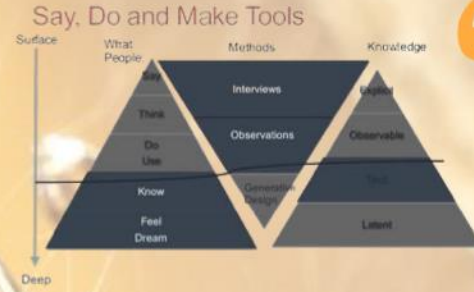 Say, Do and Make Tools
Surface
What
People:
Methods
Knowledge
Say
Think
Do
Use
Know
Feel
Dream
Interviews
Observations
Generative
Design
Explicit
Observable
Tacit
Latent
Deep